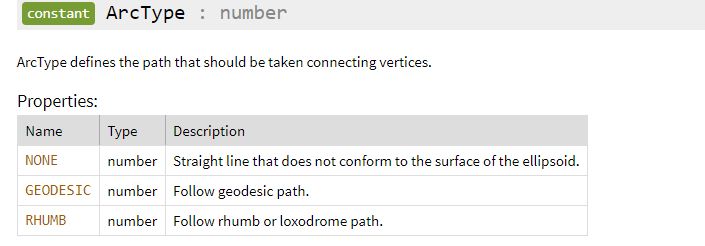 constant ArcType : number
ArcType defines the path that should be taken connecting vertices.
Properties:
Name Type Description
NONE number Straight line that does not conform to the surface of the ellipsoid.
GEODESIC number Follow geodesic path.
RHUMB number Follow rhumb or loxodrome path.